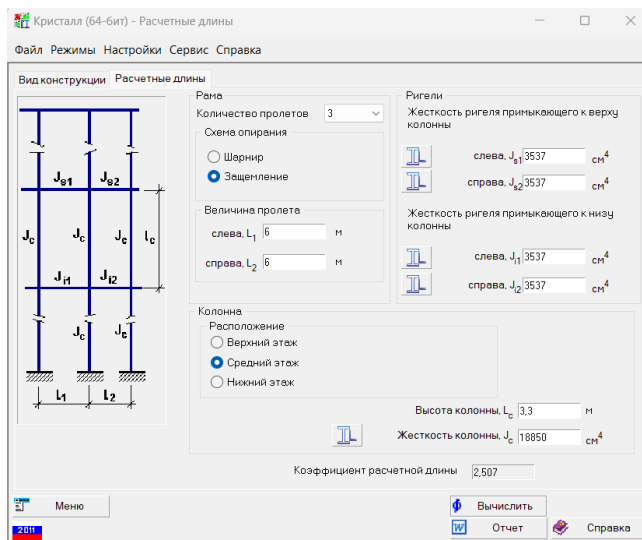 Кристалл (64-бит) - Расчетные длины
Файл Режимы Настройки Сервис Справка
Вид конструкции Расчетные длины
Js1 Js2
Jc Jc Jc lc
Ji1 Ji2
Jc Jc
L1 L2
Рама
Количество пролетов 3
Схема опирания
Шарнир
Защемление
Величина пролета
слева, L1 6 м
справа, L2 6 м
Ригели
Жесткость ригеля примыкающего к верху
колонны
слева, Js1 3537 см4
справа, Js2 3537 см4
Жесткость ригеля примыкающего к низу
колонны
слева, Ji1 3537 см4
справа, Ji2 3537 см4
Колонна
Расположение
Верхний этаж
Средний этаж
Нижний этаж
Высота колонны, Lc 3,3 м
Жесткость колонны, Jc 18850 см4
Коэффициент расчетной длины 2,507
Меню
Вычислить
2011
Отчет
Справка